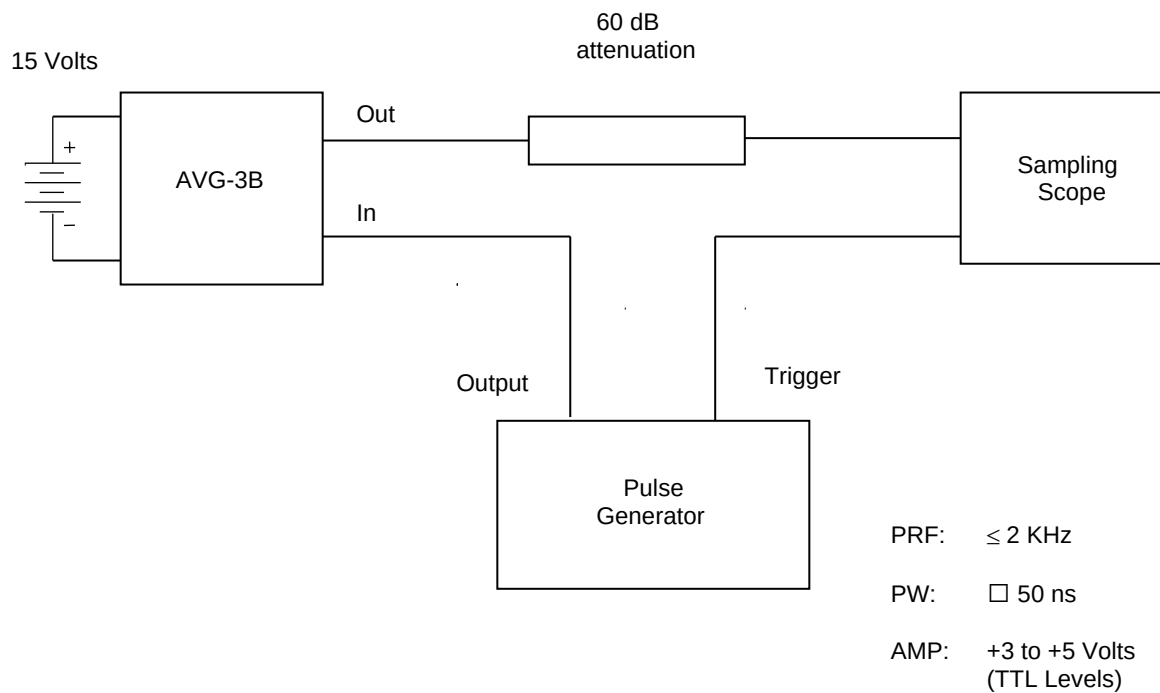 60 dB
attenuation
15 Volts
Out
AVG-3B
Sampling
Scope
In
+
−
Output
Trigger
Pulse
Generator
PRF: ≤ 2 KHz
PW: □ 50 ns
AMP: +3 to +5 Volts
(TTL Levels)